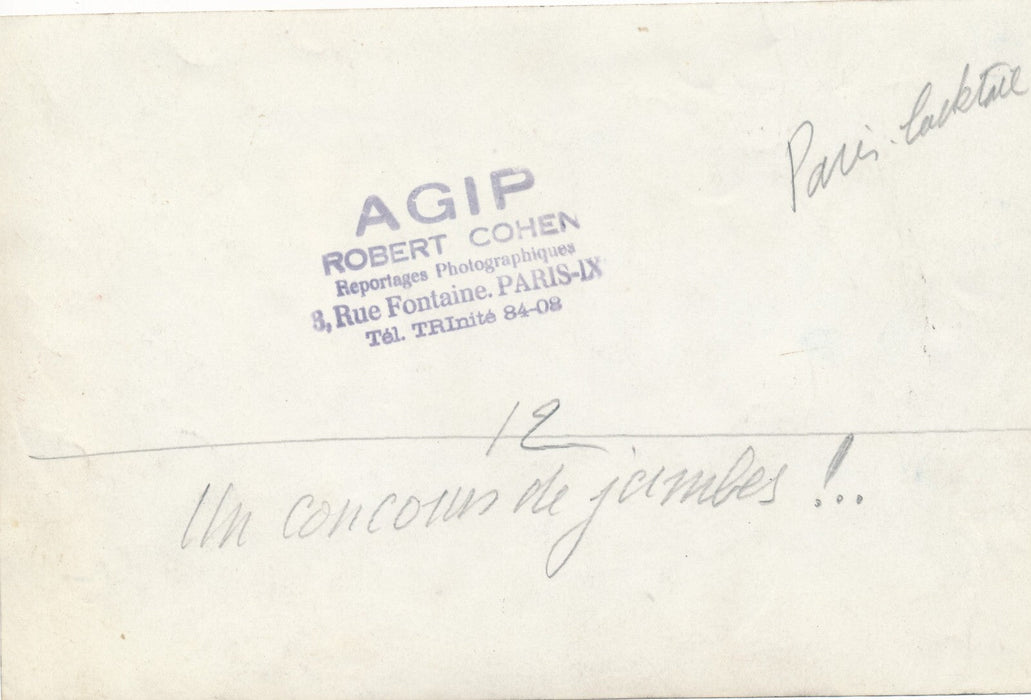 Paris. Cocktail
AGIP
ROBERT COHEN
Reportages Photographiques
3, Rue Fontaine. PARIS-IX
Tél. TRInité 84-08
12
Un concours de jambes !..